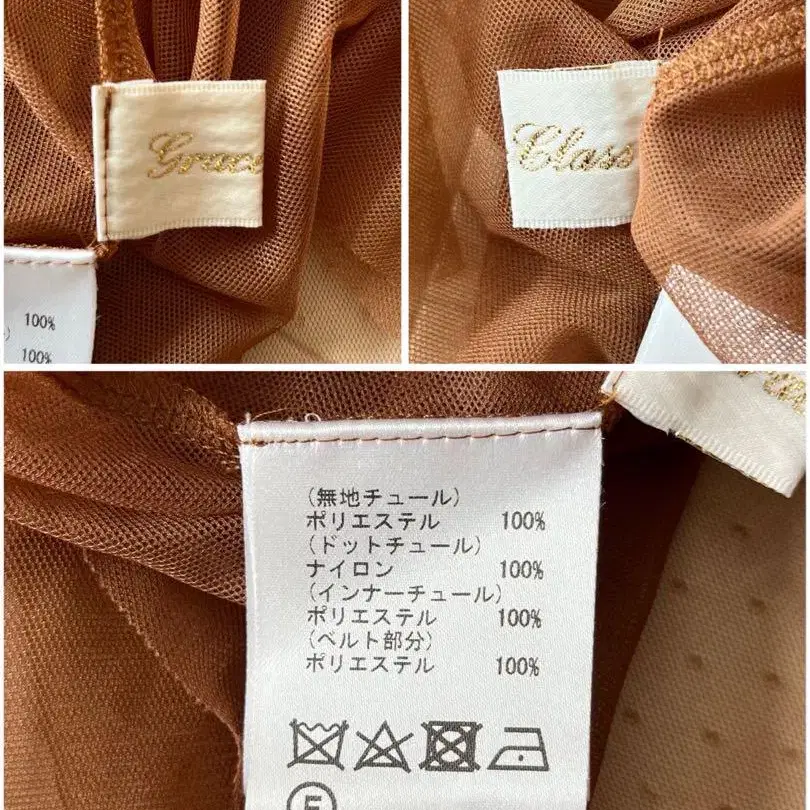 Grace
Class
100%
100%
(無地チュール)
ポリエステル 100%
(ドットチュール)
ナイロン 100%
(インナーチュール)
ポリエステル 100%
(ベルト部分)
ポリエステル 100%
F